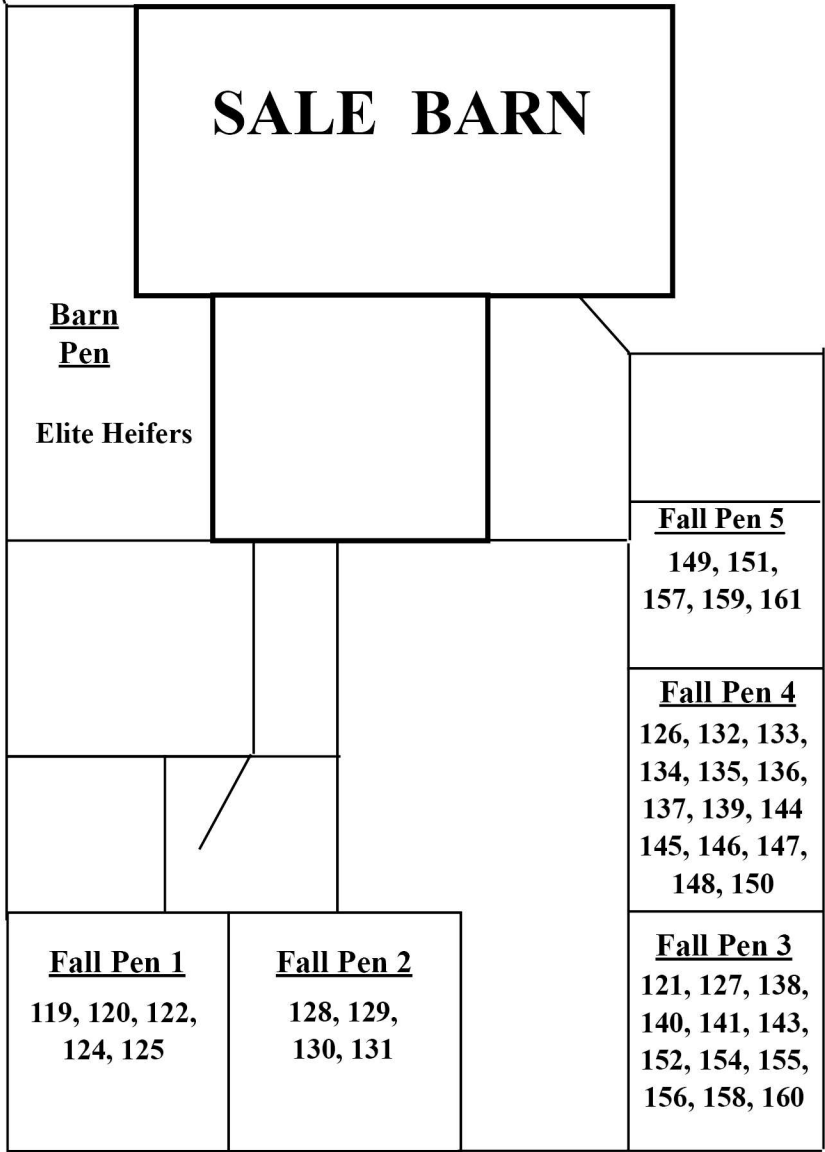 SALE BARN
Barn
Pen
Elite Heifers
Fall Pen 5
149, 151,
157, 159, 161
Fall Pen 4
126, 132, 133,
134, 135, 136,
137, 139, 144
145, 146, 147,
148, 150
Fall Pen 1
119, 120, 122,
124, 125
Fall Pen 2
128, 129,
130, 131
Fall Pen 3
121, 127, 138,
140, 141, 143,
152, 154, 155,
156, 158, 160